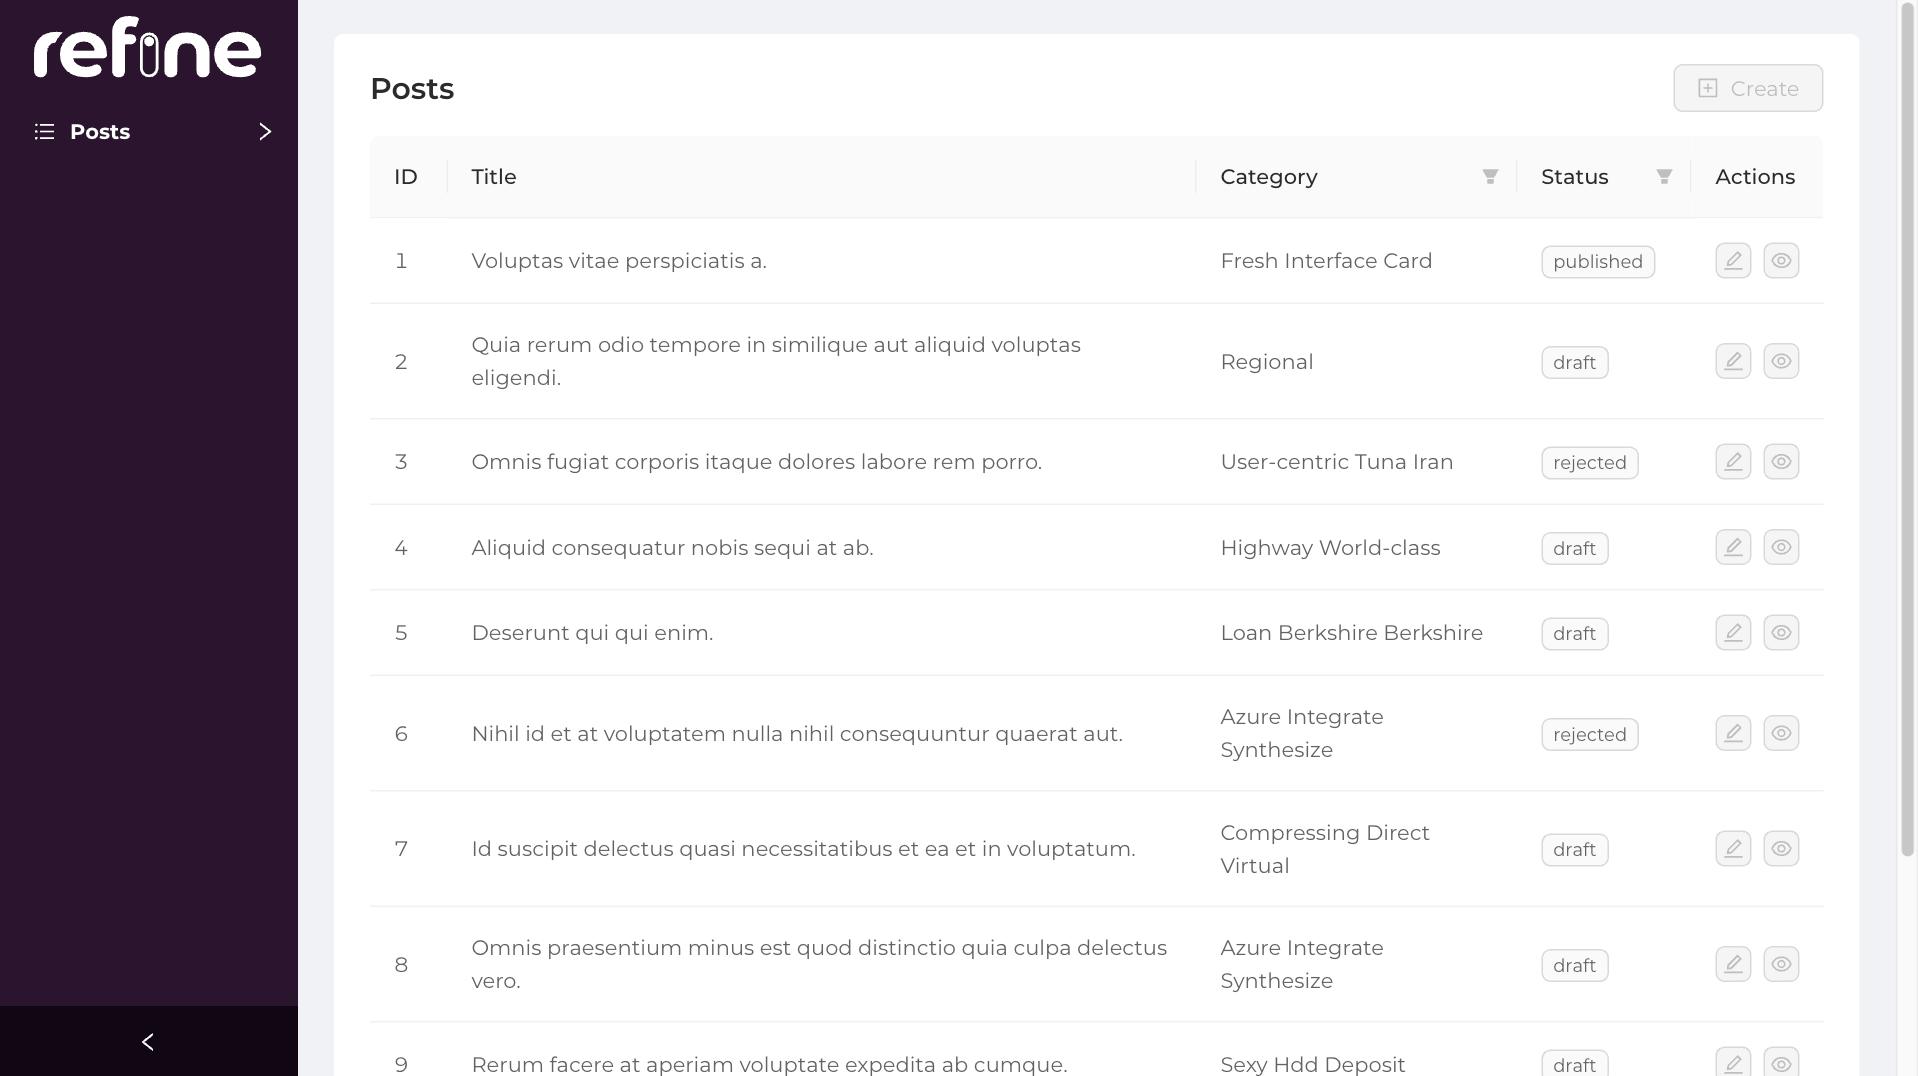 refine
Posts
Posts
Create
ID Title Category Status Actions
1 Voluptas vitae perspiciatis a. Fresh Interface Card published
2 Quia rerum odio tempore in similique aut aliquid voluptas
eligendi. Regional draft
3 Omnis fugiat corporis itaque dolores labore rem porro. User-centric Tuna Iran rejected
4 Aliquid consequatur nobis sequi at ab. Highway World-class draft
5 Deserunt qui qui enim. Loan Berkshire Berkshire draft
6 Nihil id et at voluptatem nulla nihil consequuntur quaerat aut. Azure Integrate
Synthesize rejected
7 Id suscipit delectus quasi necessitatibus et ea et in voluptatum. Compressing Direct
Virtual draft
8 Omnis praesentium minus est quod distinctio quia culpa delectus
vero. Azure Integrate
Synthesize draft
9 Rerum facere at aperiam voluptate expedita ab cumque. Sexy Hdd Deposit draft